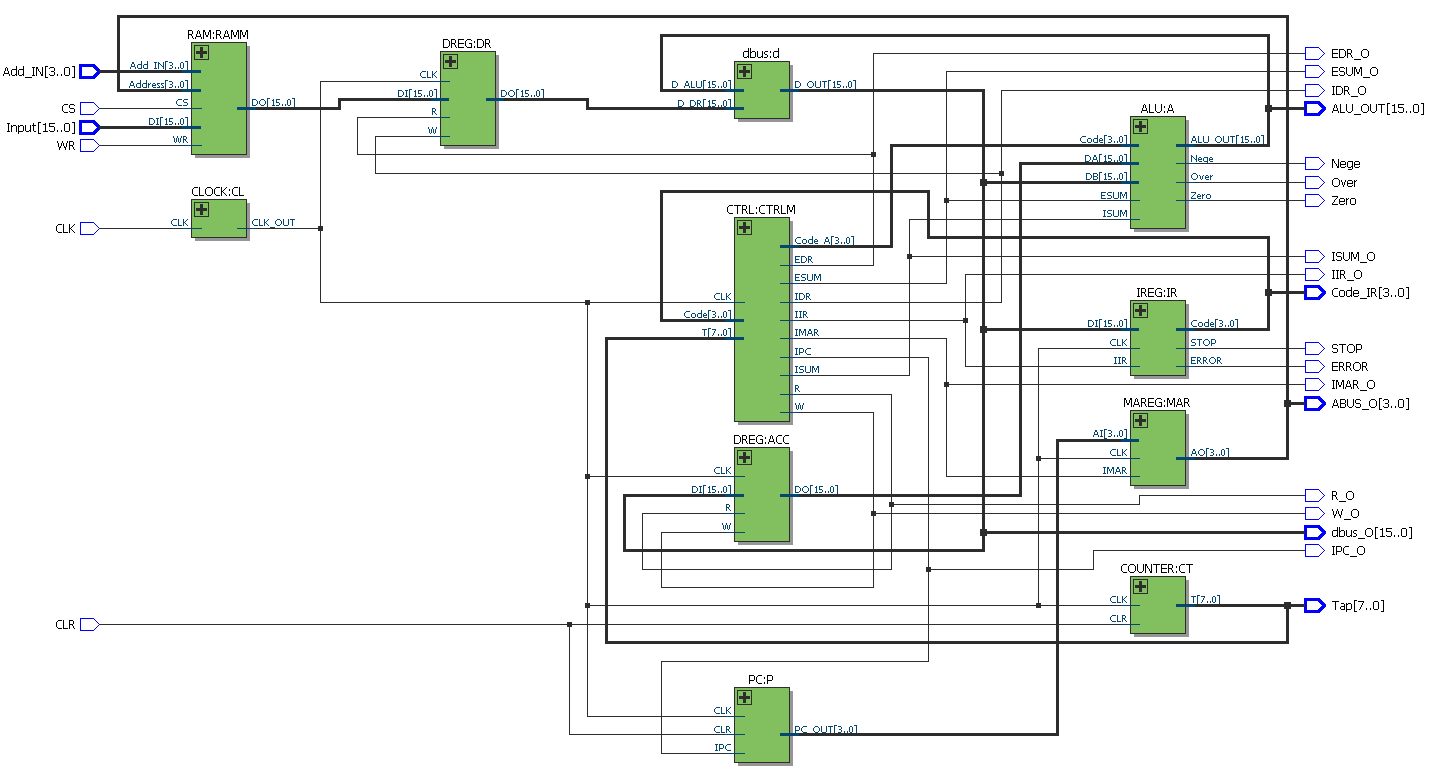 RAM:RAMM
Add_IN[3..0]
Add_IN[3..0]
Address[3..0]
CS
CS
DO[15..0]
Input[15..0]
DI[15..0]
WR
WR
DREG:DR
CLK
DI[15..0]
DO[15..0]
R
W
dbus:d
D_ALU[15..0]
D_OUT[15..0]
D_DR[15..0]
CLOCK:CL
CLK
CLK
CLK_OUT
ALU:A
Code[3..0]
ALU_OUT[15..0]
DA[15..0]
Nege
DB[15..0]
Over
ESUM
Zero
ISUM
CTRL:CTRLM
Code_A[3..0]
EDR
ESUM
CLK
IDR
Code[3..0]
IIR
T[7..0]
IMAR
IPC
ISUM
R
W
IREG:IR
DI[15..0]
Code[3..0]
CLK
STOP
IIR
ERROR
MAREG:MAR
AI[3..0]
CLK
AO[3..0]
IMAR
DREG:ACC
CLK
DI[15..0]
DO[15..0]
R
W
COUNTER:CT
CLK
T[7..0]
CLR
CLR
PC:P
CLK
CLR
PC_OUT[3..0]
IPC
EDR_O
ESUM_O
IDR_O
ALU_OUT[15..0]
Nege
Over
Zero
ISUM_O
IIR_O
Code_IR[3..0]
STOP
ERROR
IMAR_O
ABUS_O[3..0]
R_O
W_O
dbus_O[15..0]
IPC_O
Tap[7..0]